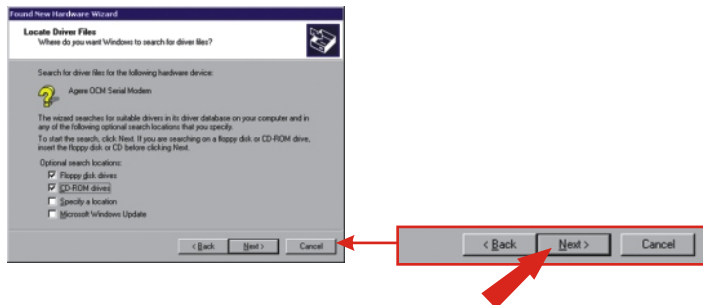 Found New Hardware Wizard
Locate Driver Files
Where do you want Windows to search for driver files?
Search for driver files for the following hardware device:
Agere OCM Serial Modem
The wizard searches for suitable drivers in its driver database on your computer and in
any of the following optional search locations that you specify.
To start the search, click Next. If you are searching on a floppy disk or CD-ROM drive,
insert the floppy disk or CD before clicking Next.
Optional search locations:
Floppy disk drives
CD-ROM drives
Specify a location
Microsoft Windows Update
< Back Next > Cancel
< Back Next > Cancel